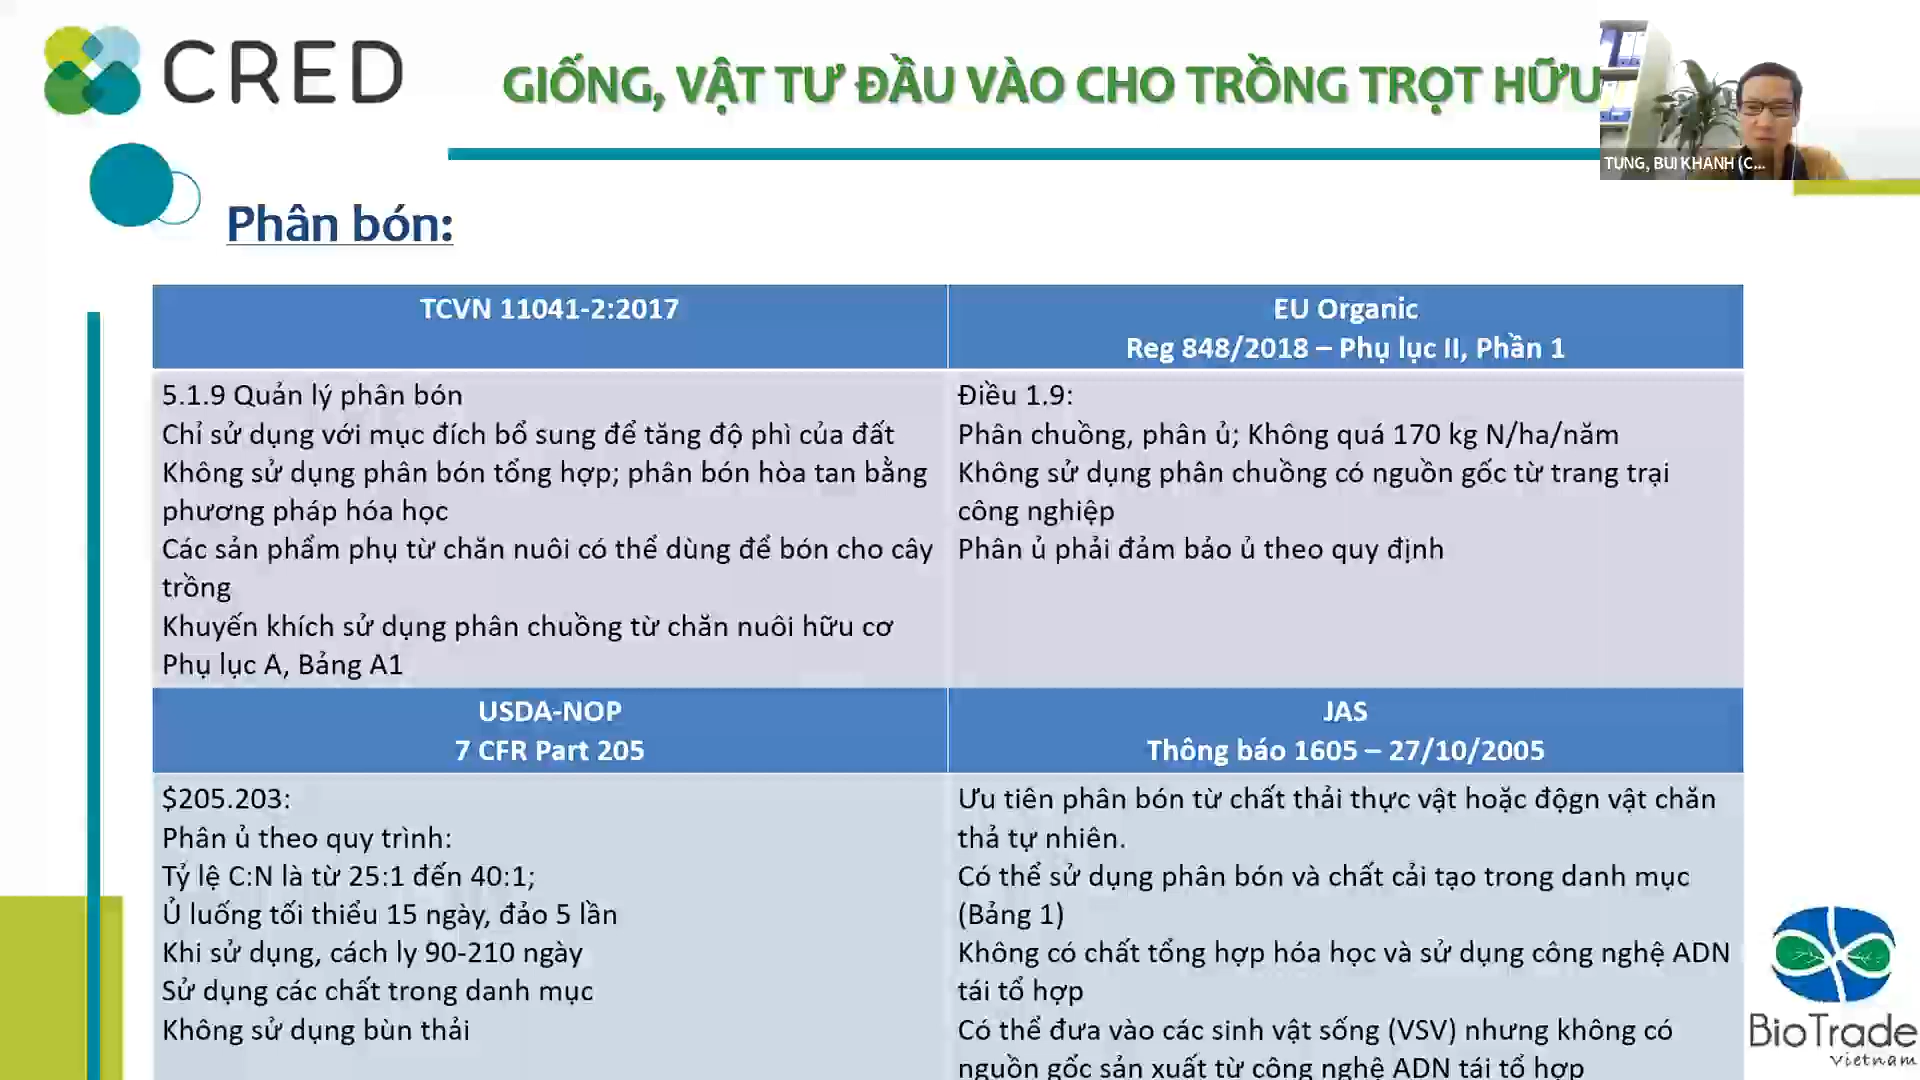 CRED
GIỐNG, VẬT TƯ ĐẦU VÀO CHO TRỒNG TRỌT HỮU
TUNG, BUI KHANH (C...
Phân bón:
TCVN 11041-2:2017
EU Organic
Reg 848/2018 – Phụ lục II, Phần 1
5.1.9 Quản lý phân bón
Chỉ sử dụng với mục đích bổ sung để tăng độ phì của đất
Không sử dụng phân bón tổng hợp; phân bón hòa tan bằng
phương pháp hóa học
Các sản phẩm phụ từ chăn nuôi có thể dùng để bón cho cây
trồng
Khuyến khích sử dụng phân chuồng từ chăn nuôi hữu cơ
Phụ lục A, Bảng A1
Điều 1.9:
Phân chuồng, phân ủ; Không quá 170 kg N/ha/năm
Không sử dụng phân chuồng có nguồn gốc từ trang trại
công nghiệp
Phân ủ phải đảm bảo ủ theo quy định
USDA-NOP
7 CFR Part 205
JAS
Thông báo 1605 – 27/10/2005
$205.203:
Phân ủ theo quy trình:
Tỷ lệ C:N là từ 25:1 đến 40:1;
Ủ luống tối thiểu 15 ngày, đảo 5 lần
Khi sử dụng, cách ly 90-210 ngày
Sử dụng các chất trong danh mục
Không sử dụng bùn thải
Ưu tiên phân bón từ chất thải thực vật hoặc độgn vật chăn
thả tự nhiên.
Có thể sử dụng phân bón và chất cải tạo trong danh mục
(Bảng 1)
Không có chất tổng hợp hóa học và sử dụng công nghệ ADN
tái tổ hợp
Có thể đưa vào các sinh vật sống (VSV) nhưng không có
nguồn gốc sản xuất từ công nghệ ADN tái tổ hợp
BioTrade
Vietnam